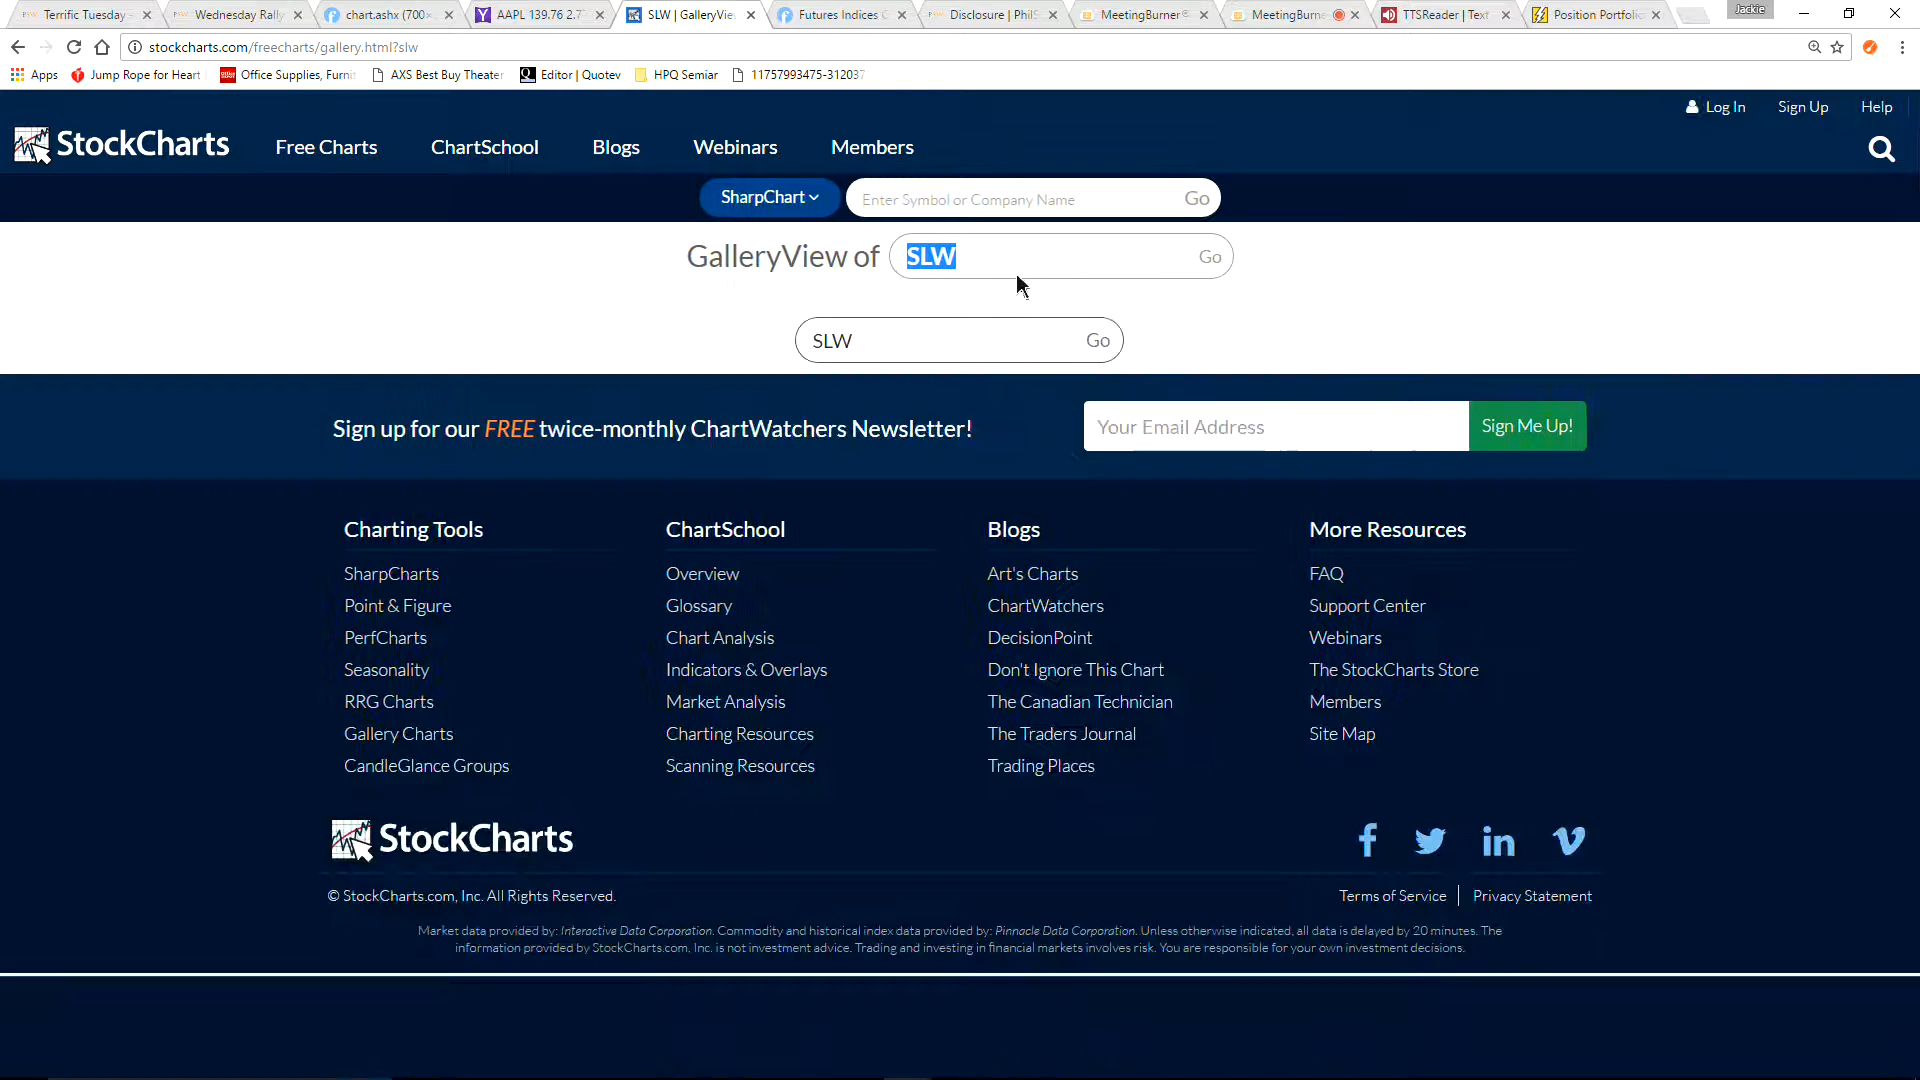 Terrific Tuesday
Wednesday Rally
chart.ashx (700×
AAPL 139.76 2.7
SLW | GalleryVie
Futures Indices C
Disclosure | PhilS
MeetingBurner®
MeetingBurne
TTSReader | Text
Position Portfolio
Jackie
stockcharts.com/freecharts/gallery.html?slw
Apps
Jump Rope for Heart
Office Supplies, Furni
AXS Best Buy Theater
Editor | Quotev
HPQ Semiar
11757993475-312037
Log In
Sign Up
Help
StockCharts
Free Charts
ChartSchool
Blogs
Webinars
Members
SharpChart
Enter Symbol or Company Name
Go
GalleryView of
SLW
Go
SLW
Go
Sign up for our FREE twice-monthly ChartWatchers Newsletter!
Your Email Address
Sign Me Up!
Charting Tools
SharpCharts
Point & Figure
PerfCharts
Seasonality
RRG Charts
Gallery Charts
CandleGlance Groups
ChartSchool
Overview
Glossary
Chart Analysis
Indicators & Overlays
Market Analysis
Charting Resources
Scanning Resources
Blogs
Art's Charts
ChartWatchers
DecisionPoint
Don't Ignore This Chart
The Canadian Technician
The Traders Journal
Trading Places
More Resources
FAQ
Support Center
Webinars
The StockCharts Store
Members
Site Map
StockCharts
© StockCharts.com, Inc. All Rights Reserved.
Terms of Service
Privacy Statement
Market data provided by: Interactive Data Corporation. Commodity and historical index data provided by: Pinnacle Data Corporation. Unless otherwise indicated, all data is delayed by 20 minutes. The
information provided by StockCharts.com, Inc. is not investment advice. Trading and investing in financial markets involves risk. You are responsible for your own investment decisions.